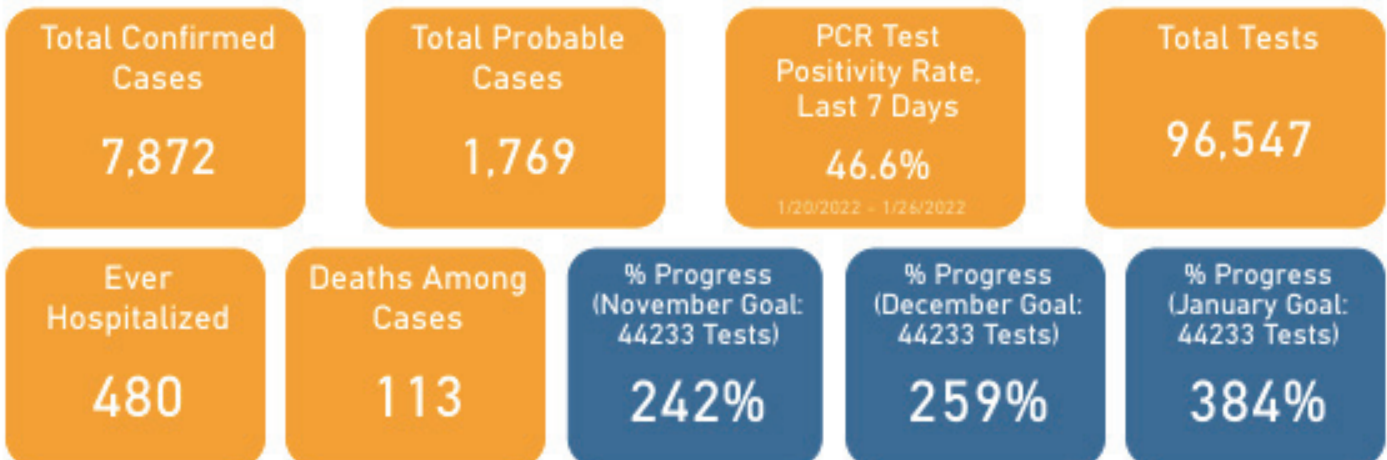 Total Confirmed
Cases
7,872
Total Probable
Cases
1,769
PCR Test
Positivity Rate,
Last 7 Days
46.6%
1/20/2022 - 1/26/2022
Total Tests
96,547
Ever
Hospitalized
480
Deaths Among
Cases
113
% Progress
(November Goal:
44233 Tests)
242%
% Progress
(December Goal:
44233 Tests)
259%
% Progress
(January Goal:
44233 Tests)
384%